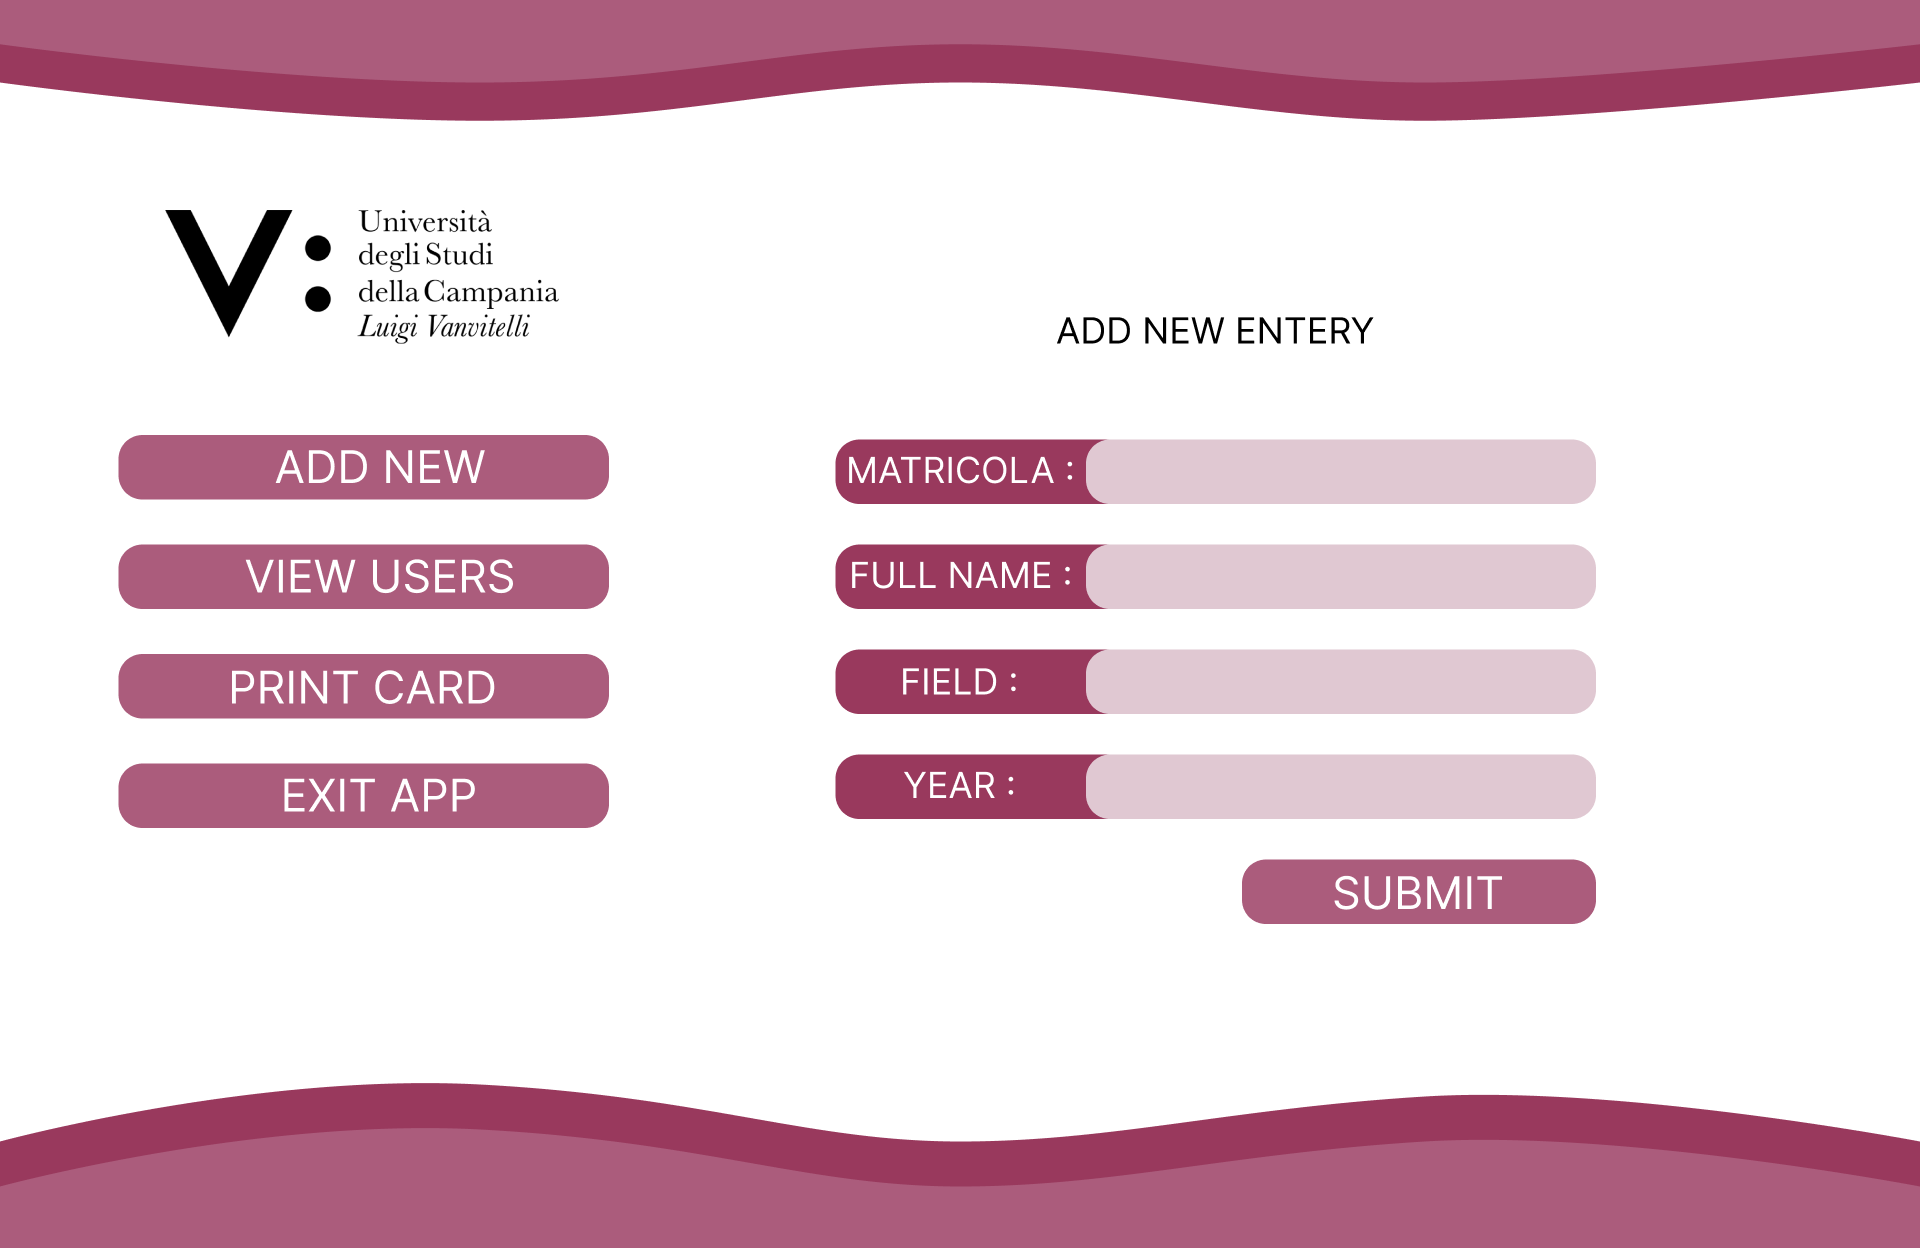 V:
Università
degli Studi
della Campania
Luigi Vanvitelli
ADD NEW
VIEW USERS
PRINT CARD
EXIT APP
ADD NEW ENTERY
MATRICOLA :
FULL NAME :
FIELD :
YEAR :
SUBMIT